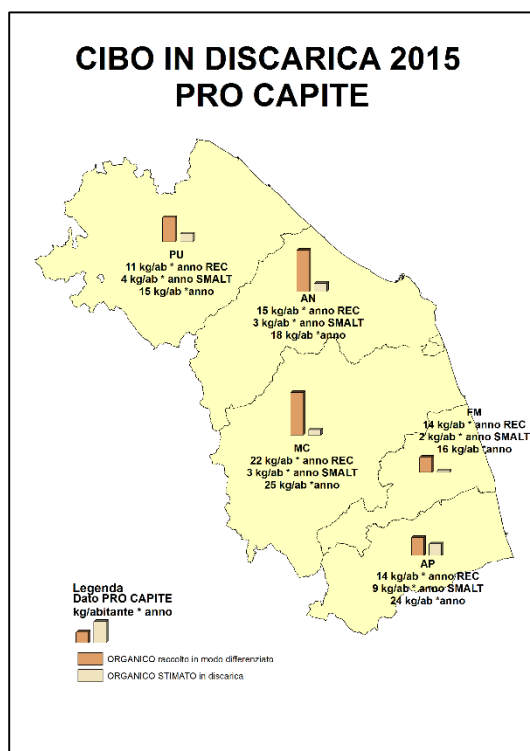 CIBO IN DISCARICA 2015
PRO CAPITE
PU
11 kg/ab * anno REC
4 kg/ab * anno SMALT
15 kg/ab *anno
AN
15 kg/ab * anno REC
3 kg/ab * anno SMALT
18 kg/ab *anno
FM
14 kg/ab * anno REC
2 kg/ab * anno SMALT
16 kg/ab *anno
MC
22 kg/ab * anno REC
3 kg/ab * anno SMALT
25 kg/ab *anno
AP
14 kg/ab * anno REC
9 kg/ab * anno SMALT
24 kg/ab *anno
Legenda
Dato PRO CAPITE
kg/abitante * anno
ORGANICO raccolto in modo differenziato
ORGANICO STIMATO in discarica